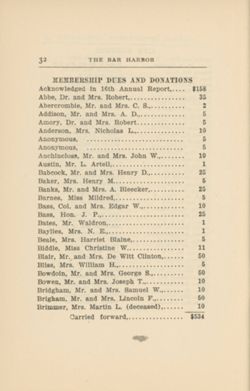 32 THE BAR HARBOR
MEMBERSHIP DUES AND DONATIONS
Acknowledged in 16th Annual Report,.... $158
Abbe, Dr. and Mrs. Robert,............... 35
Abercrombie, Mr. and Mrs. C. S.,......... 2
Addison, Mr. and Mrs. A. D.,............. 5
Amory, Dr. and Mrs. Robert............... 5
Anderson, Mrs. Nicholas L.,.............. 10
Anonymous, .............................. 5
Anonymous, .............................. 5
Auchincloss, Mr. and Mrs. John W.,....... 10
Austin, Mr. L. Artell,................... 1
Babcock, Mr. and Mrs. Henry D.,.......... 25
Baker, Mrs. Henry M.,.................... 5
Banks, Mr. and Mrs. A. Bleecker,......... 25
Barnes, Miss Mildred,.................... 5
Bass, Col. and Mrs. Edgar W.,............ 10
Bass, Hon. J. P.,........................ 25
Bates, Mr. Waldron,...................... 1
Baylies, Mrs. N. E.,..................... 1
Beale, Mrs. Harriet Blaine,.............. 5
Biddle, Miss Christine W................. 11
Blair, Mr. and Mrs. De Witt Clinton,..... 50
Bliss, Mrs. William H.,.................. 5
Bowdoin, Mr. and Mrs. George S.,......... 50
Bowen, Mr. and Mrs. Joseph T.,........... 10
Bridgham, Mr. and Mrs. Samuel W.,........ 10
Brigham, Mr. and Mrs. Lincoln F.,........ 50
Brimmer, Mrs. Martin L. (deceased),...... 10
Carried forward,................. $534